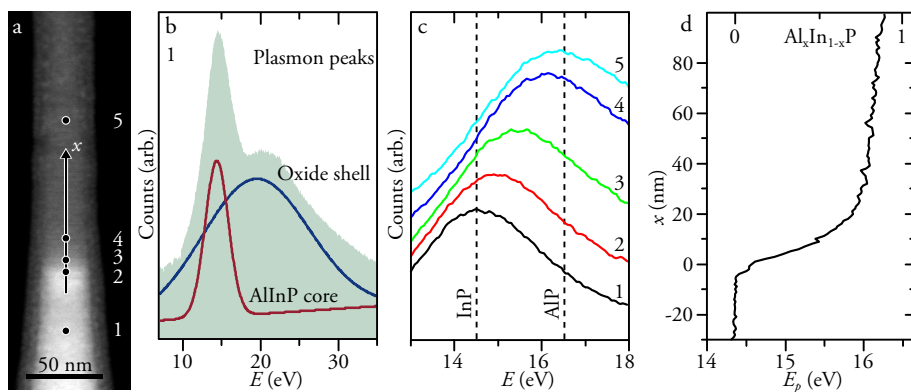 a
5
x
4
3
2
1
50 nm
b
1
Plasmon peaks
Oxide shell
AlInP core
Counts (arb.)
10
20
30
E (eV)
c
5
4
3
2
1
InP
AlP
Counts (arb.)
14
16
18
E (eV)
d
0
AlxIn1-xP
1
80
60
40
20
0
-20
x (nm)
14
15
16
Ep (eV)